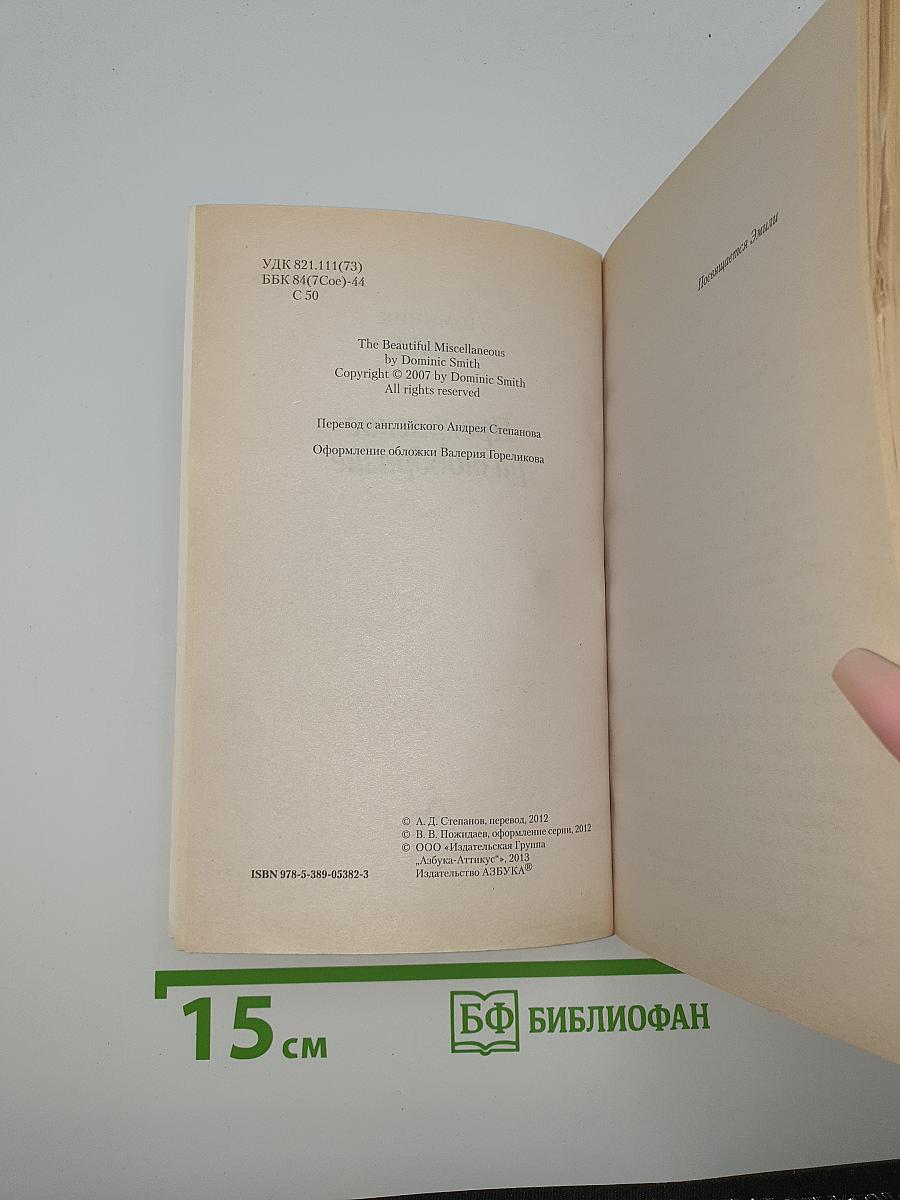 УДК 821.111(73)
ББК 84(7Сое)-44
С 50
The Beautiful Miscellaneous
by Dominic Smith
Copyright © 2007 by Dominic Smith
All rights reserved
Перевод с английского Андрея Степанова
Оформление обложки Валерия Гореликова
© А. Д. Степанов, перевод, 2012
© В. В. Пожидаев, оформление серии, 2012
© ООО «Издательская Группа
„Азбука-Аттикус“», 2013
Издательство АЗБУКА®
ISBN 978-5-389-05382-3
Посвящается Эмили
15 см
БФ БИБЛИОФАН